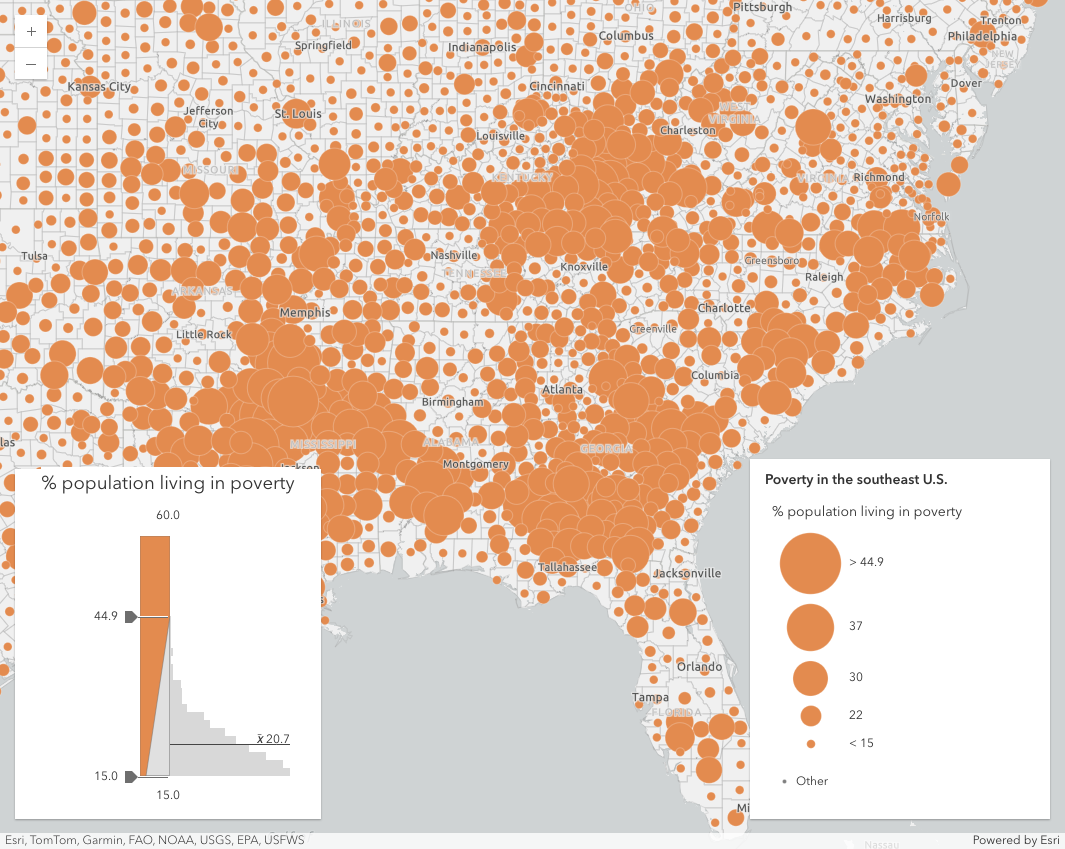 OHIO
Pittsburgh
Harrisburg
ILLINOIS
Trenton
Springfield
Indianapolis
Columbus
Philadelphia
NEW
JERSEY
Kansas City
Cincinnati
Dover
Washington
Jefferson
City
St. Louis
WEST
VIRGINIA
Louisville
Charleston
MISSOURI
KENTUCKY
VIRGINIA
Richmond
Norfolk
Tulsa
Nashville
Knoxville
Greensboro
TENNESSEE
Raleigh
ARKANSAS
Memphis
Charlotte
Little Rock
Greenville
Columbia
Atlanta
Birmingham
las
MISSISSIPPI
ALABAMA
GEORGIA
Jackson
Montgomery
Tallahassee
Jacksonville
Orlando
Tampa
FLORIDA
Mi
Nassau
+
−
% population living in poverty
60.0
44.9
x̄ 20.7
15.0
15.0
Poverty in the southeast U.S.
% population living in poverty
> 44.9
37
30
22
< 15
Other
Esri, TomTom, Garmin, FAO, NOAA, USGS, EPA, USFWS
Powered by Esri